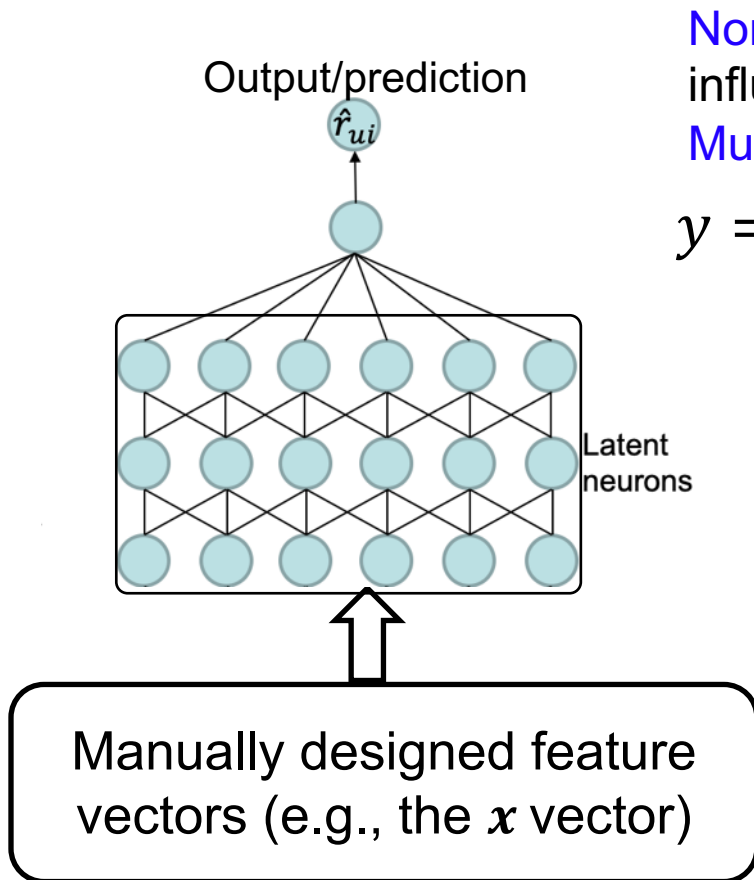 Output/prediction
r̂ui
Latent
neurons
Manually designed feature
vectors (e.g., the x vector)
y =